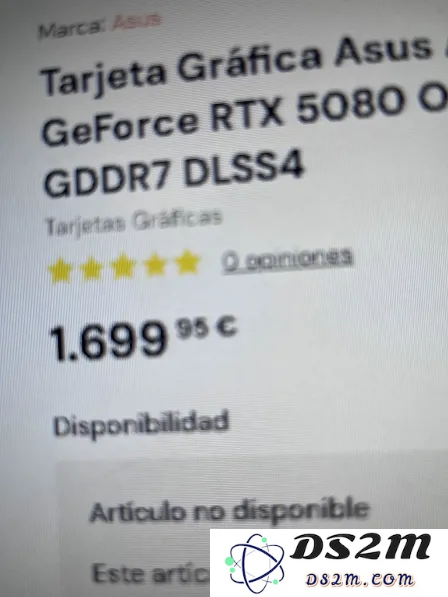 Marca: Asus
Tarjeta Gráfica Asus
GeForce RTX 5080 O
GDDR7 DLSS4
Tarjetas Gráficas
0 opiniones
1.699 95 €
Disponibilidad
Artículo no disponible
Este artíc
DS2M
DS2M.COM